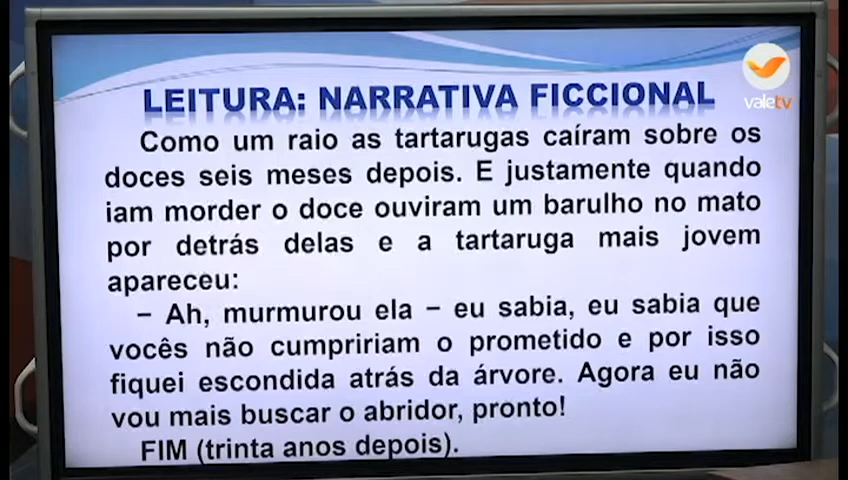 valetv
LEITURA: NARRATIVA FICCIONAL
Como um raio as tartarugas caíram sobre os
doces seis meses depois. E justamente quando
iam morder o doce ouviram um barulho no mato
por detrás delas e a tartaruga mais jovem
apareceu:
– Ah, murmurou ela – eu sabia, eu sabia que
vocês não cumpririam o prometido e por isso
fiquei escondida atrás da árvore. Agora eu não
vou mais buscar o abridor, pronto!
FIM (trinta anos depois).